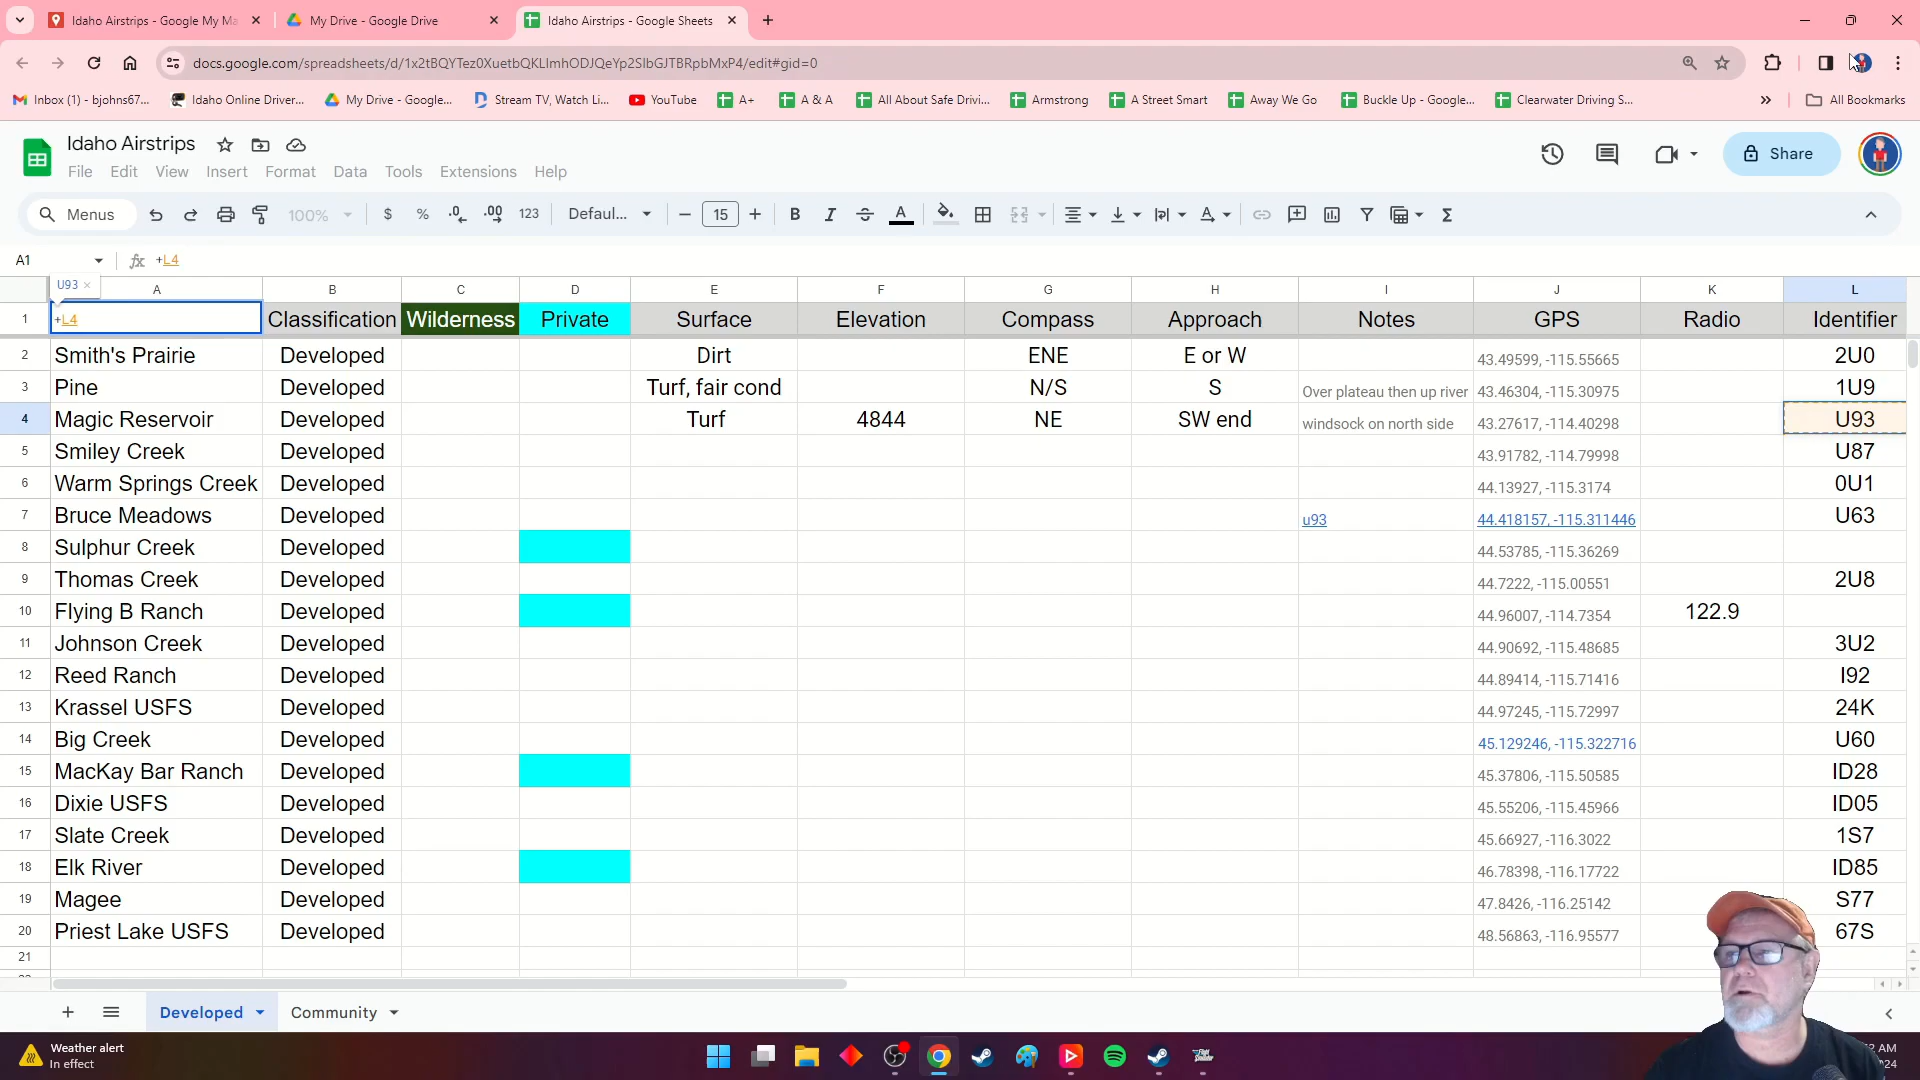 Idaho Airstrips - Google My Ma
My Drive - Google Drive
Idaho Airstrips - Google Sheets
docs.google.com/spreadsheets/d/1x2tBQYTez0XuetbQKLImhODJQeYp2SlbGJTBRpbMxP4/edit#gid=0
Inbox (1) - bjohns67...
Idaho Online Driver...
My Drive - Google...
Stream TV, Watch Li...
YouTube
A+
A & A
All About Safe Drivi...
Armstrong
A Street Smart
Away We Go
Buckle Up - Google...
Clearwater Driving S...
All Bookmarks
Idaho Airstrips
File Edit View Insert Format Data Tools Extensions Help
Share
Menus 100% $ % .0 .00 123 Defaul... 15 B I A
A1 fx +L4
U93
A B C D E F G H I J K L
1 +L4 Classification Wilderness Private Surface Elevation Compass Approach Notes GPS Radio Identifier
2 Smith's Prairie Developed Dirt ENE E or W 43.49599, -115.55665 2U0
3 Pine Developed Turf, fair cond N/S S Over plateau then up river 43.46304, -115.30975 1U9
4 Magic Reservoir Developed Turf 4844 NE SW end windsock on north side 43.27617, -114.40298 U93
5 Smiley Creek Developed 43.91782, -114.79998 U87
6 Warm Springs Creek Developed 44.13927, -115.3174 0U1
7 Bruce Meadows Developed u93 44.418157, -115.311446 U63
8 Sulphur Creek Developed 44.53785, -115.36269
9 Thomas Creek Developed 44.7222, -115.00551 2U8
10 Flying B Ranch Developed 44.96007, -114.7354 122.9
11 Johnson Creek Developed 44.90692, -115.48685 3U2
12 Reed Ranch Developed 44.89414, -115.71416 I92
13 Krassel USFS Developed 44.97245, -115.72997 24K
14 Big Creek Developed 45.129246, -115.322716 U60
15 MacKay Bar Ranch Developed 45.37806, -115.50585 ID28
16 Dixie USFS Developed 45.55206, -115.45966 ID05
17 Slate Creek Developed 45.66927, -116.3022 1S7
18 Elk River Developed 46.78398, -116.17722 ID85
19 Magee Developed 47.8426, -116.25142 S77
20 Priest Lake USFS Developed 48.56863, -116.95577 67S
21
Developed
Community
Weather alert
In effect
2 AM